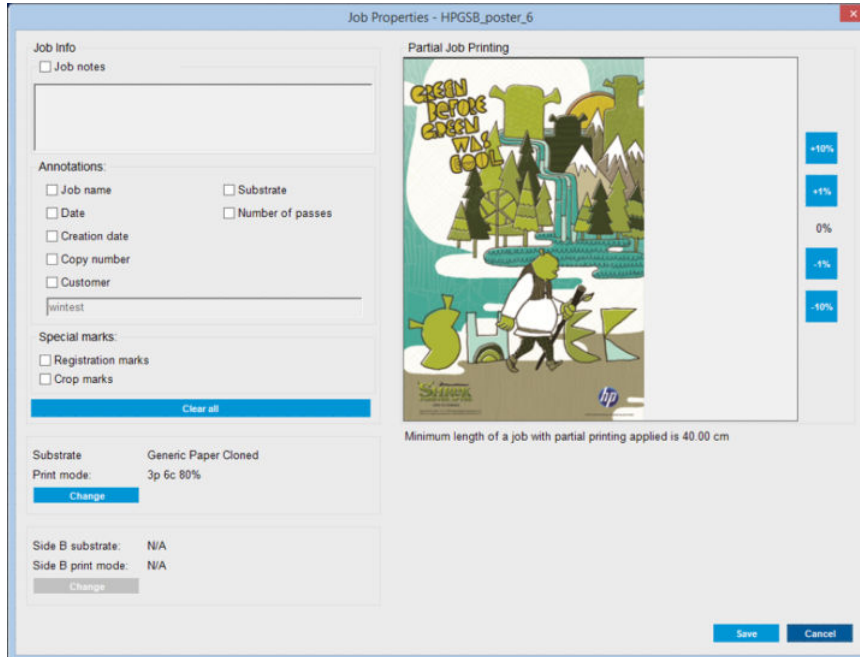 Job Properties - HPGSB_poster_6
Job Info
Job notes
Annotations:
Job name
Substrate
Date
Number of passes
Creation date
Copy number
Customer
wintest
Special marks:
Registration marks
Crop marks
Clear all
Substrate
Generic Paper Cloned
Print mode:
3p 6c 80%
Change
Side B substrate:
N/A
Side B print mode:
N/A
Change
Partial Job Printing
GREEN
BEFORE
GREEN
WAS
COOL
SHREK
SHREK
hp
+10%
+1%
0%
-1%
-10%
Minimum length of a job with partial printing applied is 40.00 cm
Save
Cancel